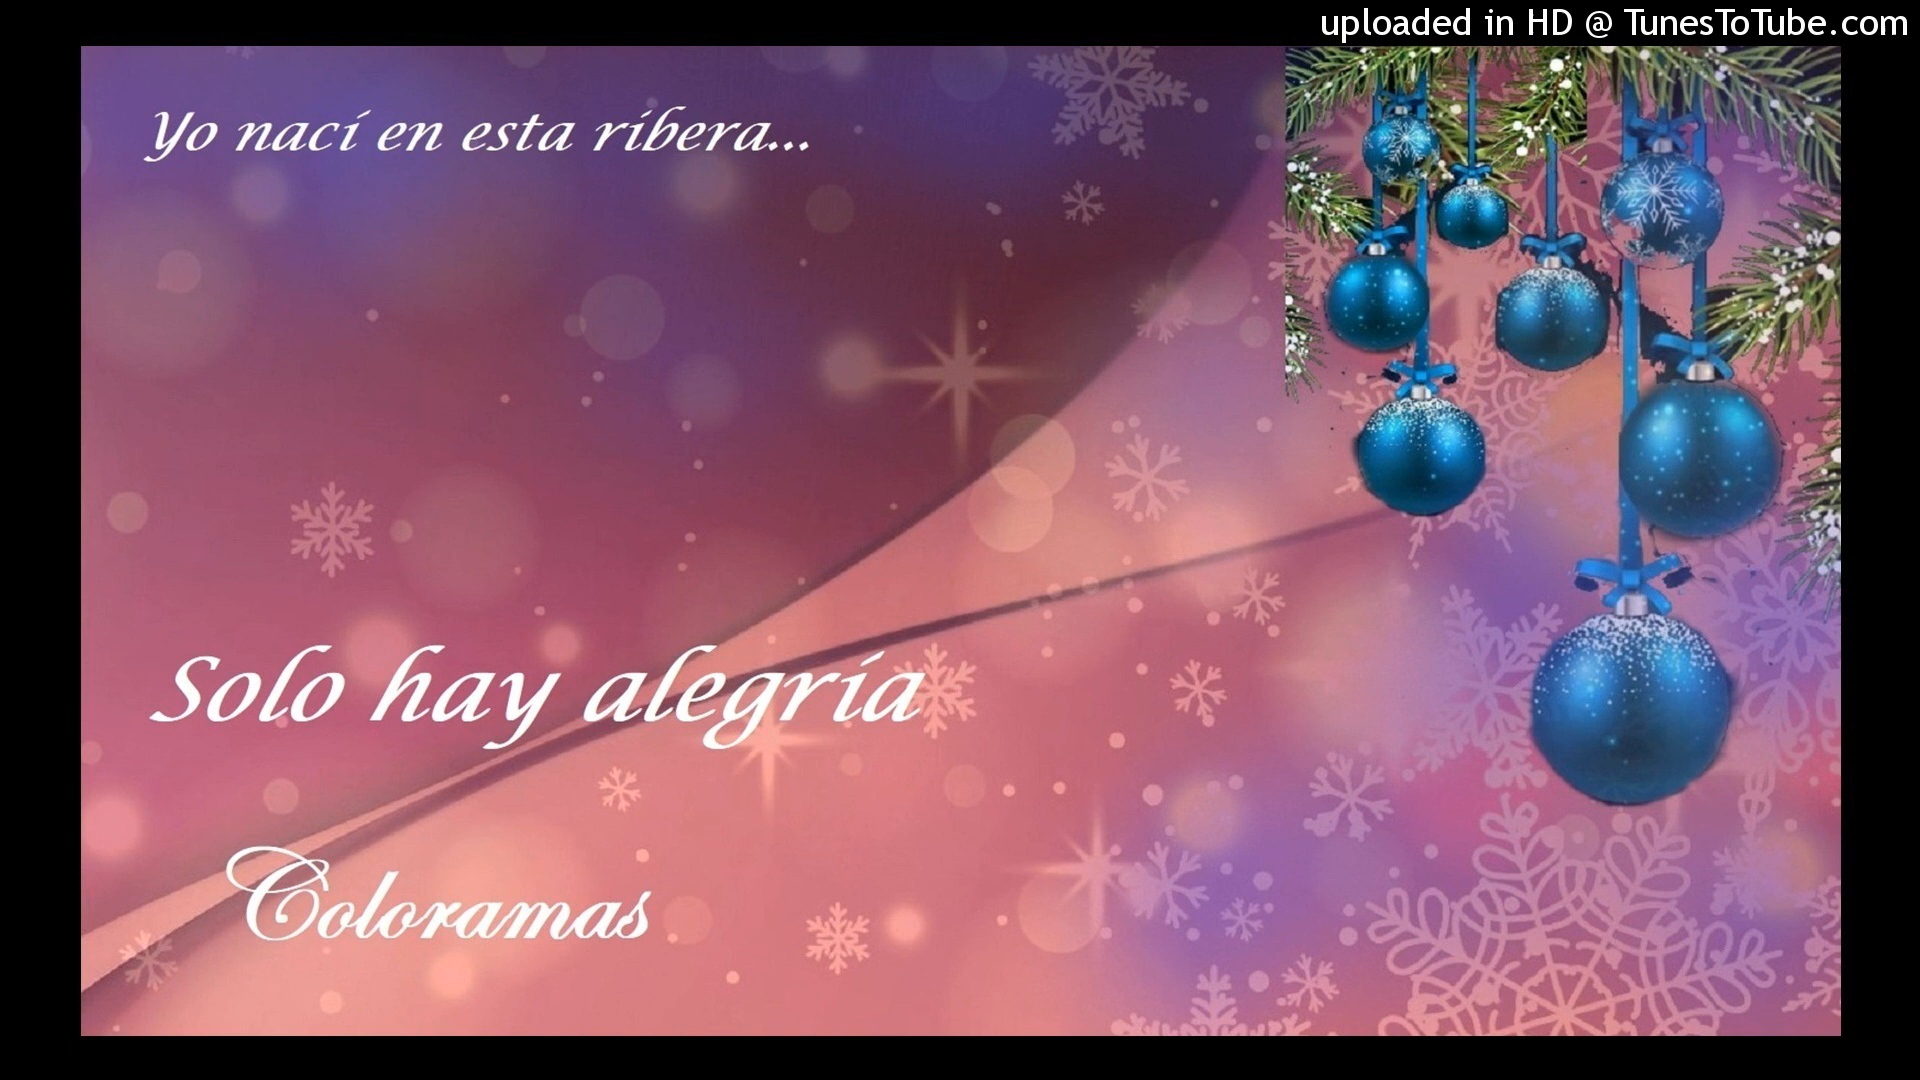 uploaded in HD @ TunesToTube.com
Yo nací en esta ribera...
Solo hay alegría
Coloramas